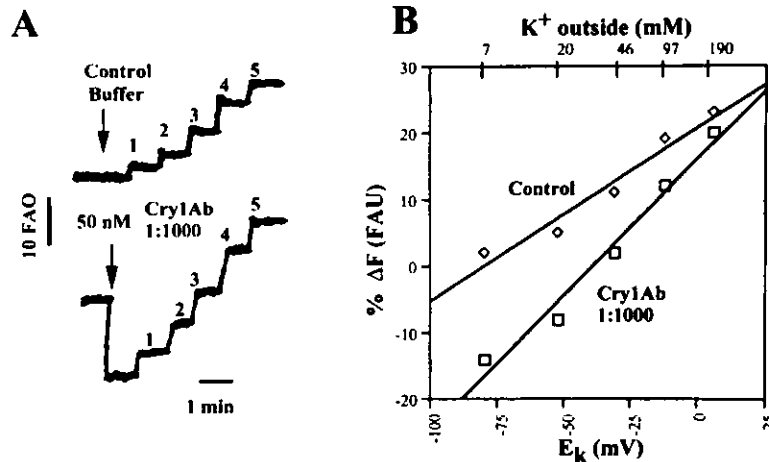 A
Control
Buffer
1
2
3
4
5
10 FAO
50 nM
Cry1Ab
1:1000
1
2
3
4
5
1 min
B
K+ outside (mM)
7
20
46
97
190
30
20
10
0
-10
-20
% ΔF (FAU)
Control
Cry1Ab
1:1000
-100
-75
-50
-25
0
25
Ek (mV)